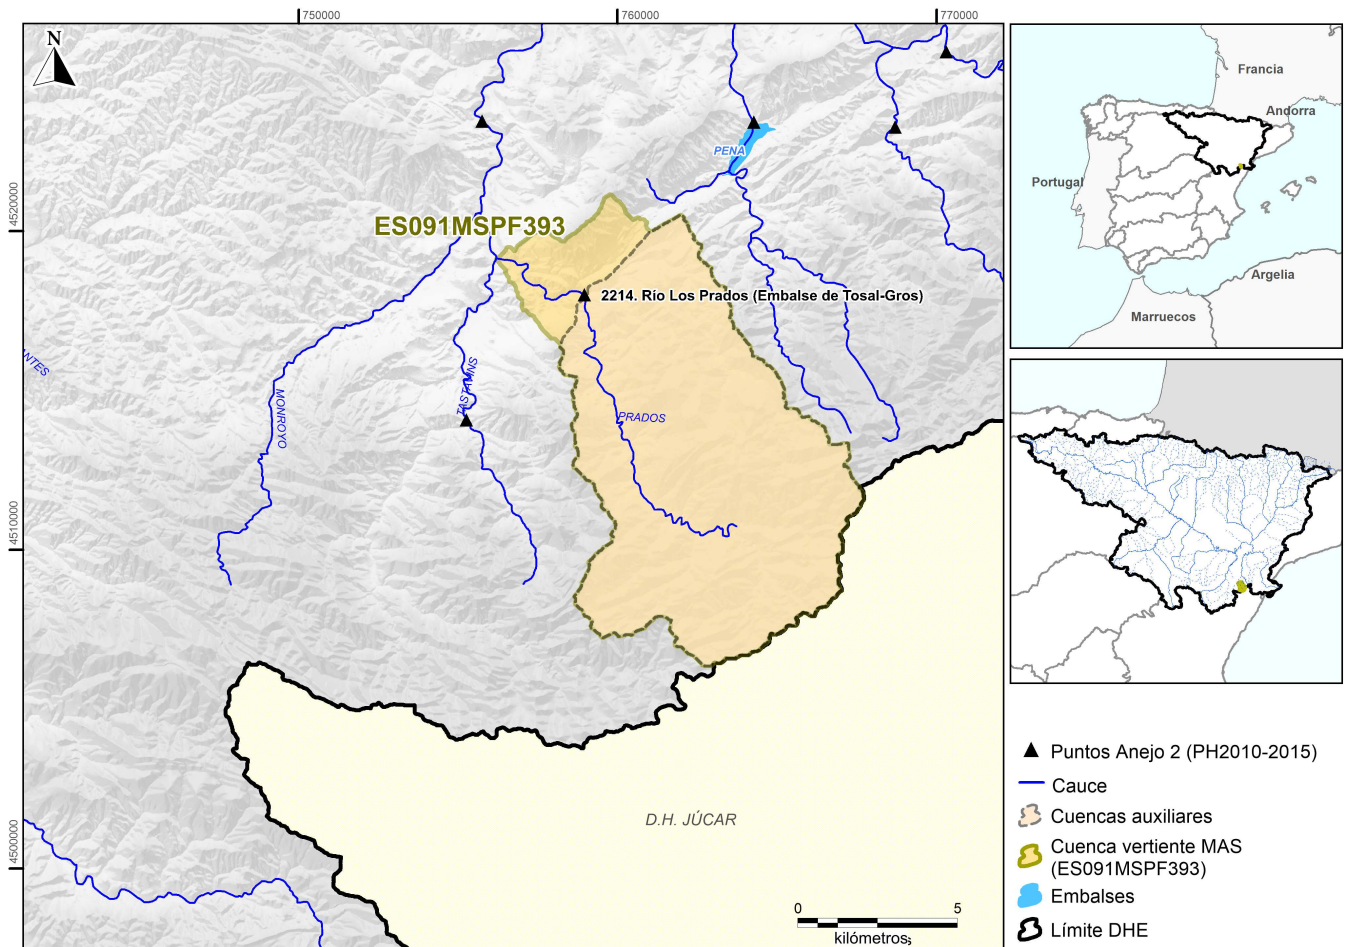 750000
760000
770000
N
4520000
4510000
4500000
PENA
ES091MSPF393
2214. Río Los Prados (Embalse de Tosal-Gros)
NTES
MONROYO
TASTAVINS
PRADOS
D.H. JÚCAR
0 5
kilómetros
Francia
Andorra
Portugal
Argelia
Marruecos
Puntos Anejo 2 (PH2010-2015)
Cauce
Cuencas auxiliares
Cuenca vertiente MAS
(ES091MSPF393)
Embalses
Límite DHE